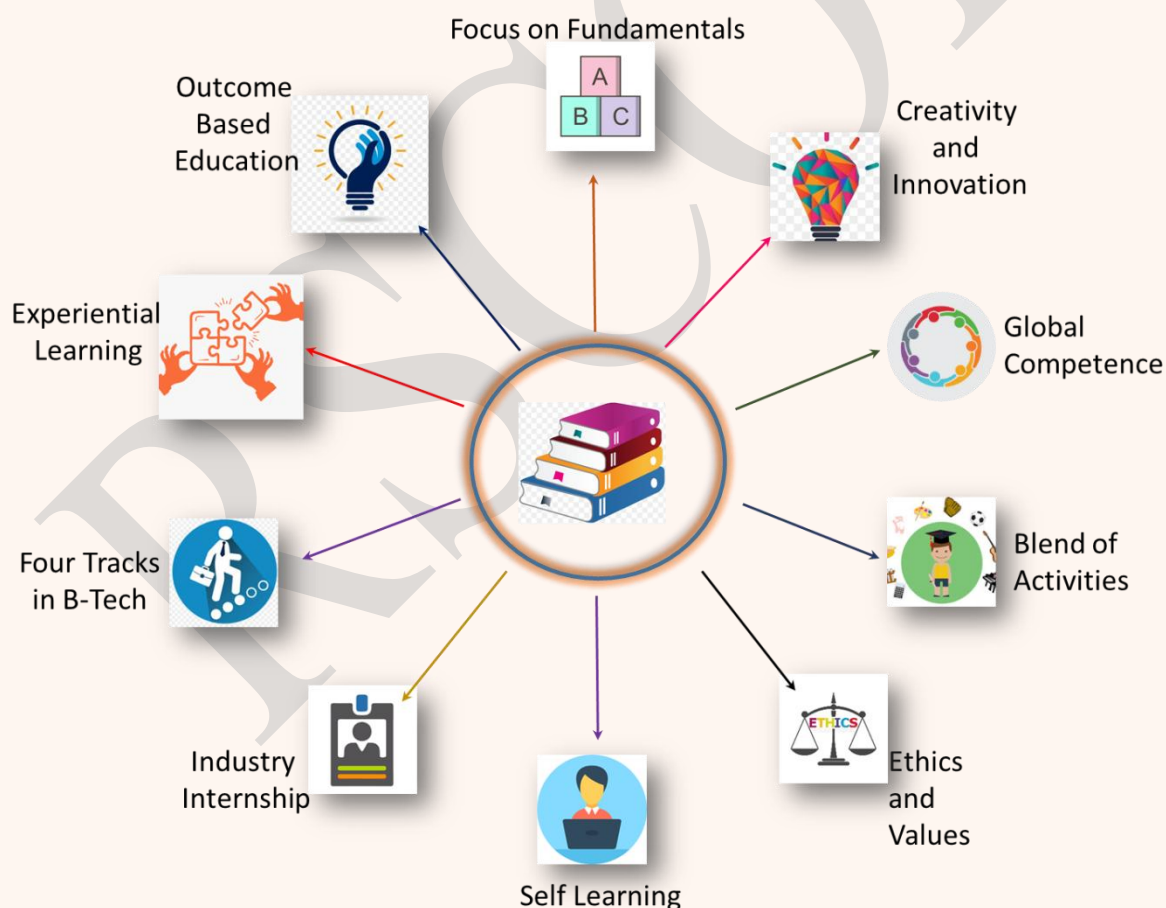 Focus on Fundamentals
A
B C
Outcome
Based
Education
Creativity
and
Innovation
Experiential
Learning
Global
Competence
Four Tracks
in B-Tech
Blend of
Activities
Industry
Internship
ETHICS
Ethics
and
Values
Self Learning